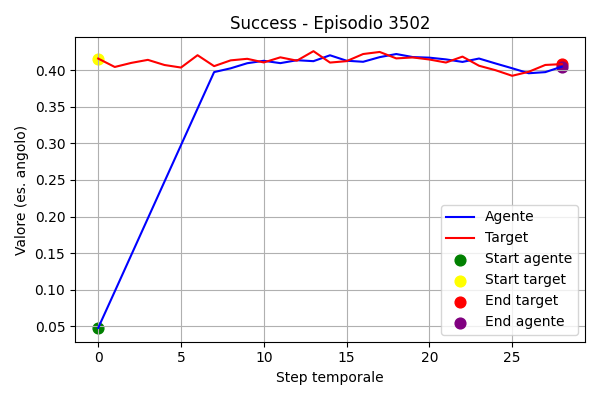 Success - Episodio 3502
Valore (es. angolo)
0.40
0.35
0.30
0.25
0.20
0.15
0.10
0.05
0 5 10 15 20 25
Step temporale
Agente
Target
Start agente
Start target
End target
End agente